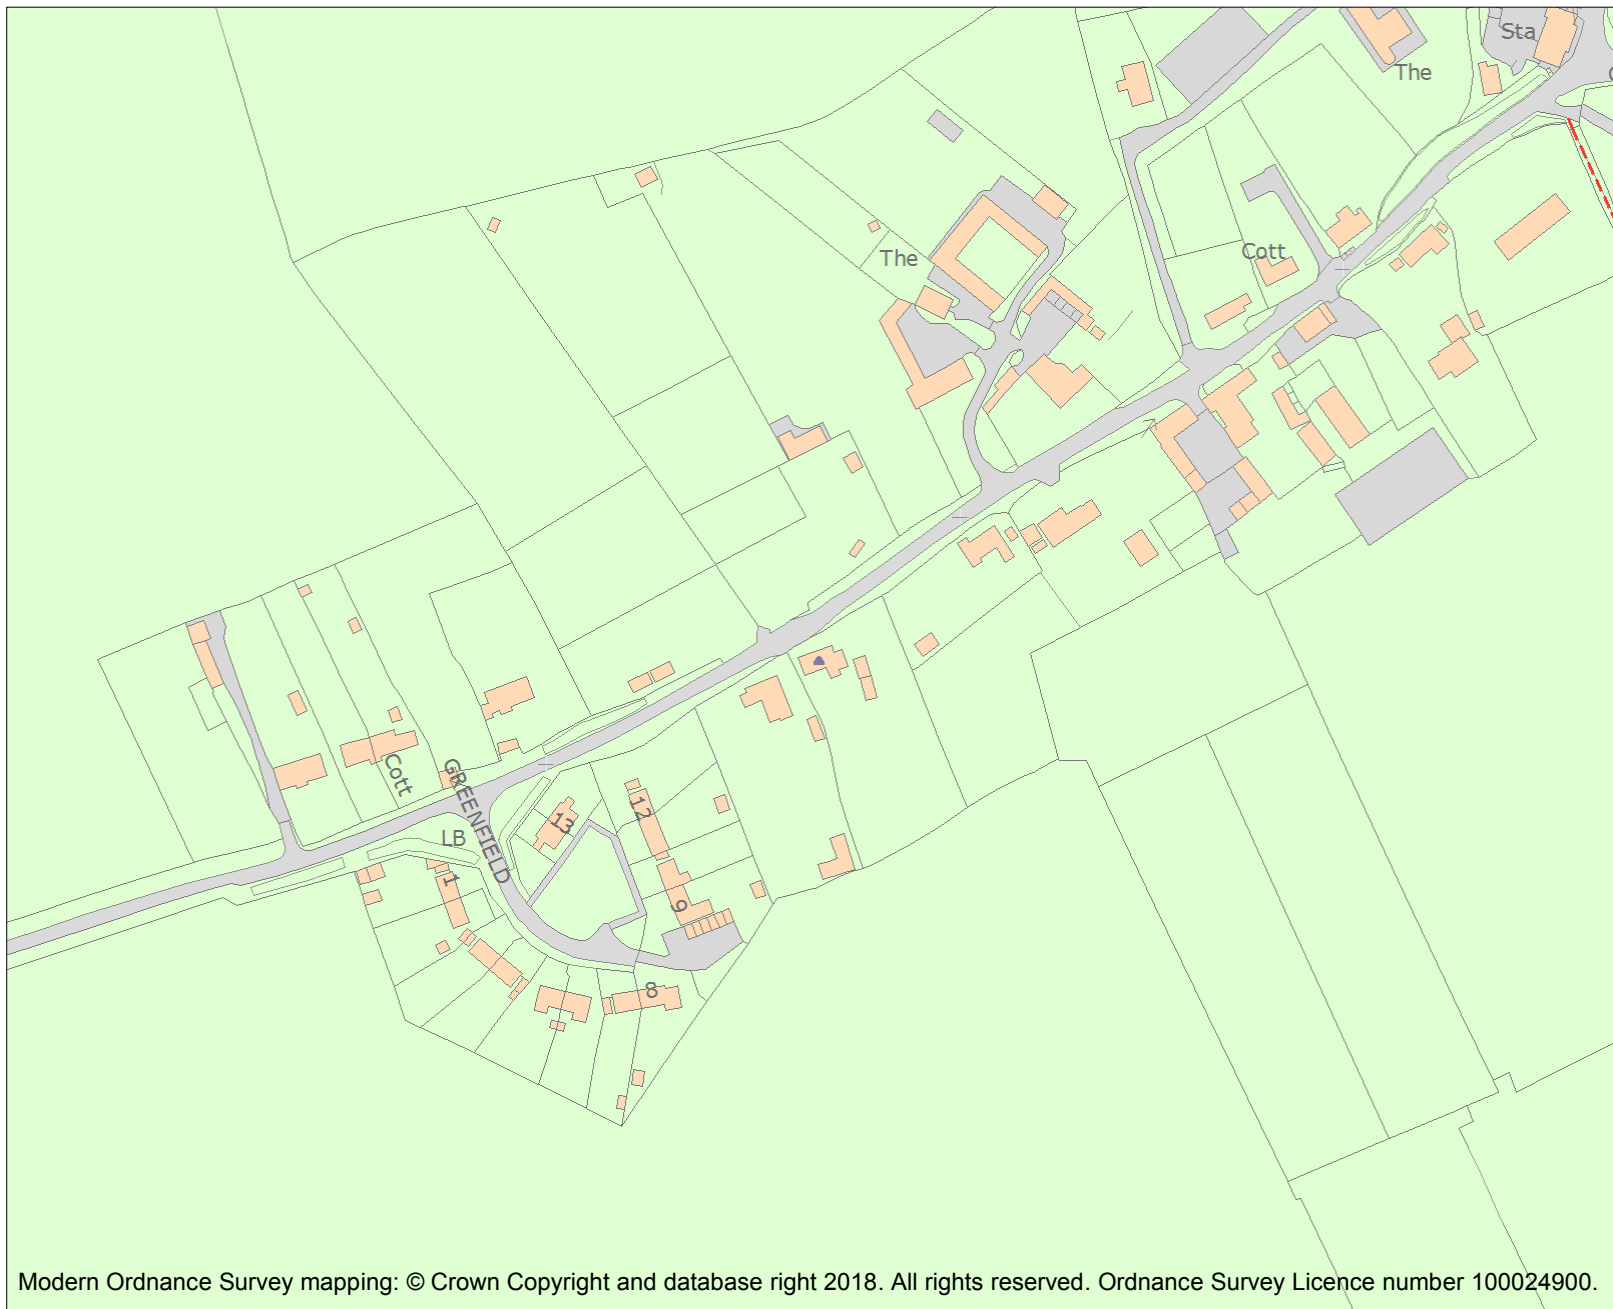 Sta
The
The
Cott
Cott
GREENFIELD
LB
13
12
1
9
8
Modern Ordnance Survey mapping: © Crown Copyright and database right 2018. All rights reserved. Ordnance Survey Licence number 100024900.